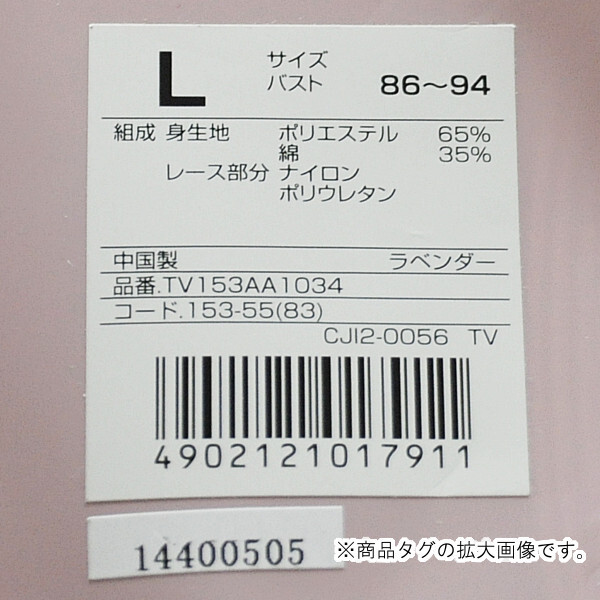 L サイズ
バスト 86〜94
組成 身生地 ポリエステル 65%
綿 35%
レース部分 ナイロン
ポリウレタン
中国製 ラベンダー
品番.TV153AA1034
コード.153-55(83)
CJI2-0056 TV
4902121017911
14400505
※商品タグの拡大画像です。